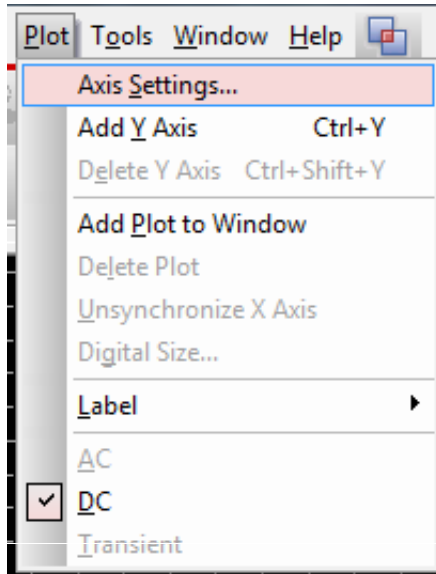 Plot Tools Window Help
Axis Settings...
Add Y Axis Ctrl+Y
Delete Y Axis Ctrl+Shift+Y
Add Plot to Window
Delete Plot
Unsynchronize X Axis
Digital Size...
Label
AC
DC
Transient